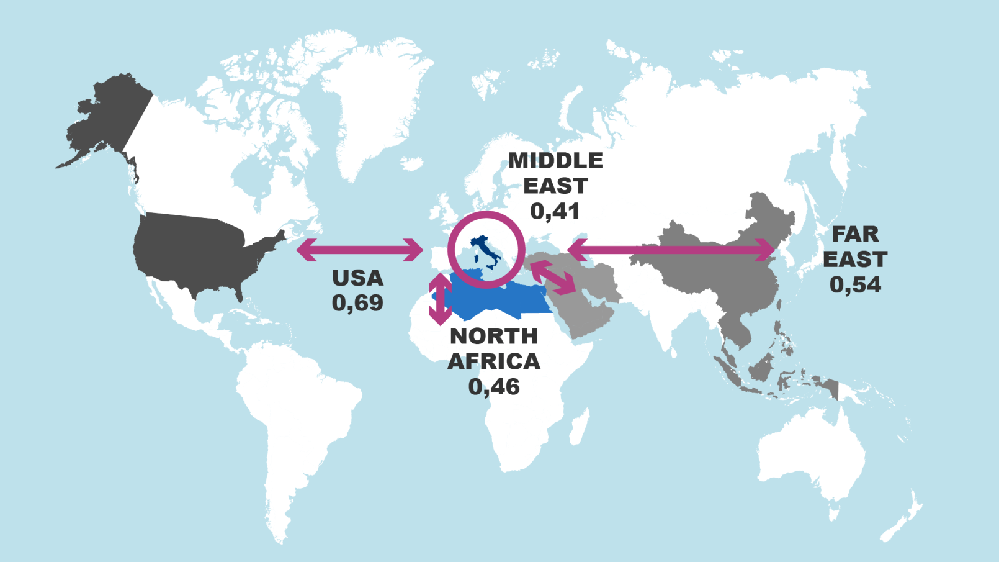 MIDDLE
EAST
0,41
FAR
EAST
0,54
USA
0,69
NORTH
AFRICA
0,46